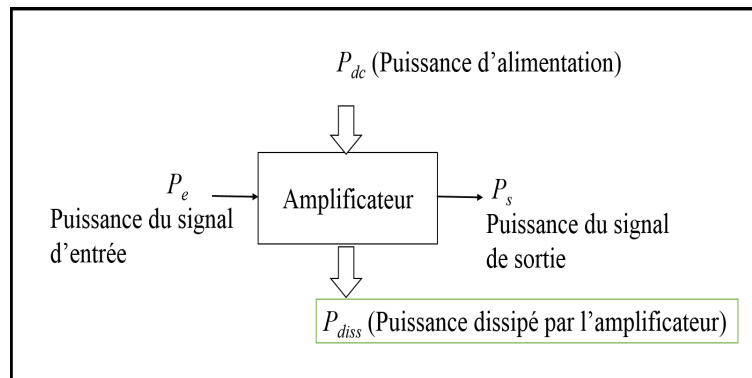 P_dc (Puissance d’alimentation)
P_e
Puissance du signal
d’entrée
Amplificateur
P_s
Puissance du signal
de sortie
P_diss (Puissance dissipé par l’amplificateur)